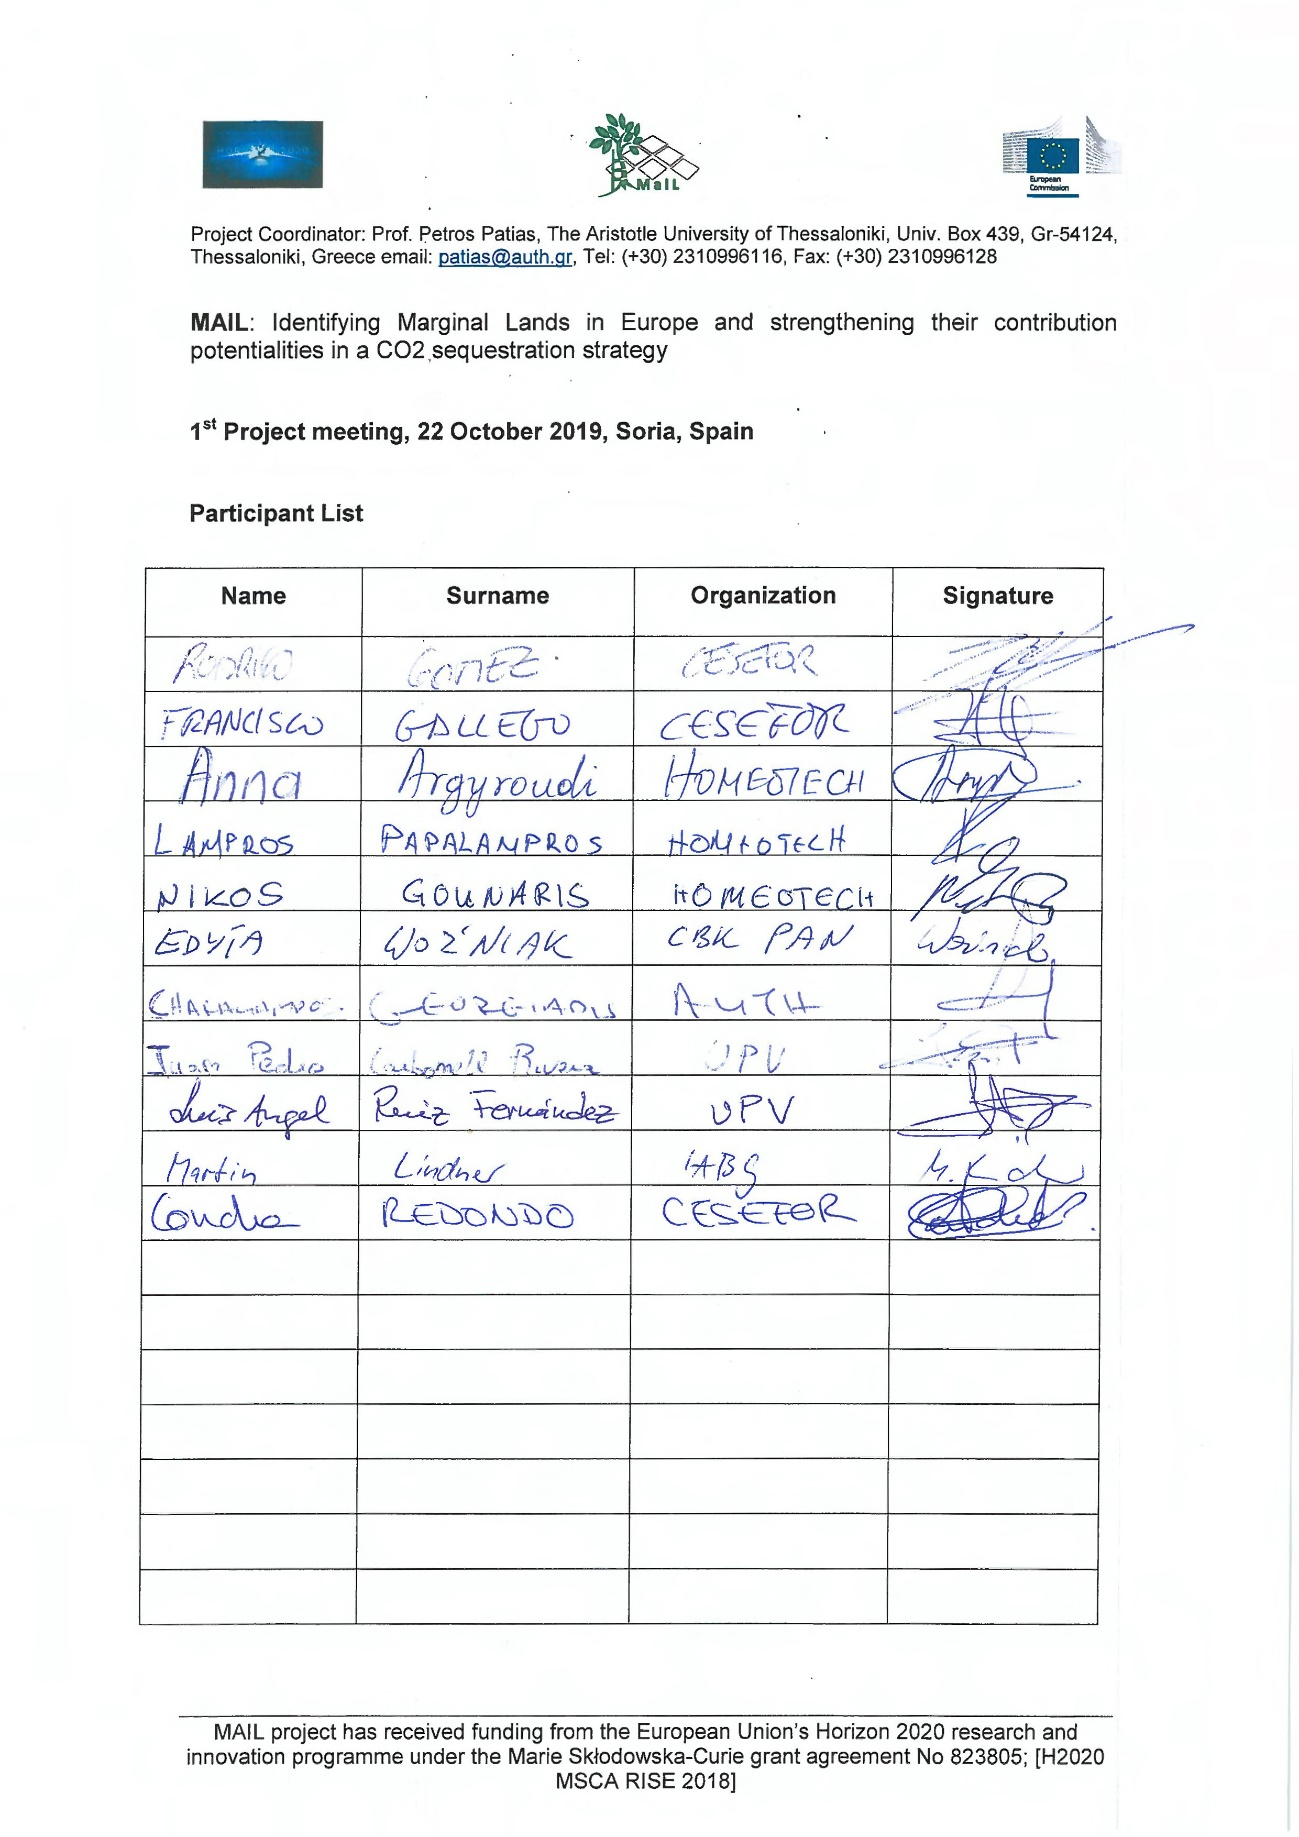 MaIL
European
Commission
Project Coordinator: Prof. Petros Patias, The Aristotle University of Thessaloniki, Univ. Box 439, Gr-54124,
Thessaloniki, Greece email: patias@auth.gr, Tel: (+30) 2310996116, Fax: (+30) 2310996128
MAIL: Identifying Marginal Lands in Europe and strengthening their contribution
potentialities in a CO2 sequestration strategy
1st Project meeting, 22 October 2019, Soria, Spain
Participant List
Name Surname Organization Signature
RODRIGO GOMEZ CESEFOR
FRANCISCO GALLEGO CESEFOR
Anna Argyroudi HOMEOTECH
LAMPROS PAPALAMPROS HOMEOTECH
NIKOS GOUNARIS HOMEOTECH
EDYTA WOŹNIAK CBK PAN
GEORGIADIS AUTH
Juan Pedro Carbonell Rivera UPV
Luis Angel Ruiz Fernández UPV
Martin Lindner IABG
Concha REDONDO CESEFOR
MAIL project has received funding from the European Union's Horizon 2020 research and
innovation programme under the Marie Skłodowska-Curie grant agreement No 823805; [H2020
MSCA RISE 2018]